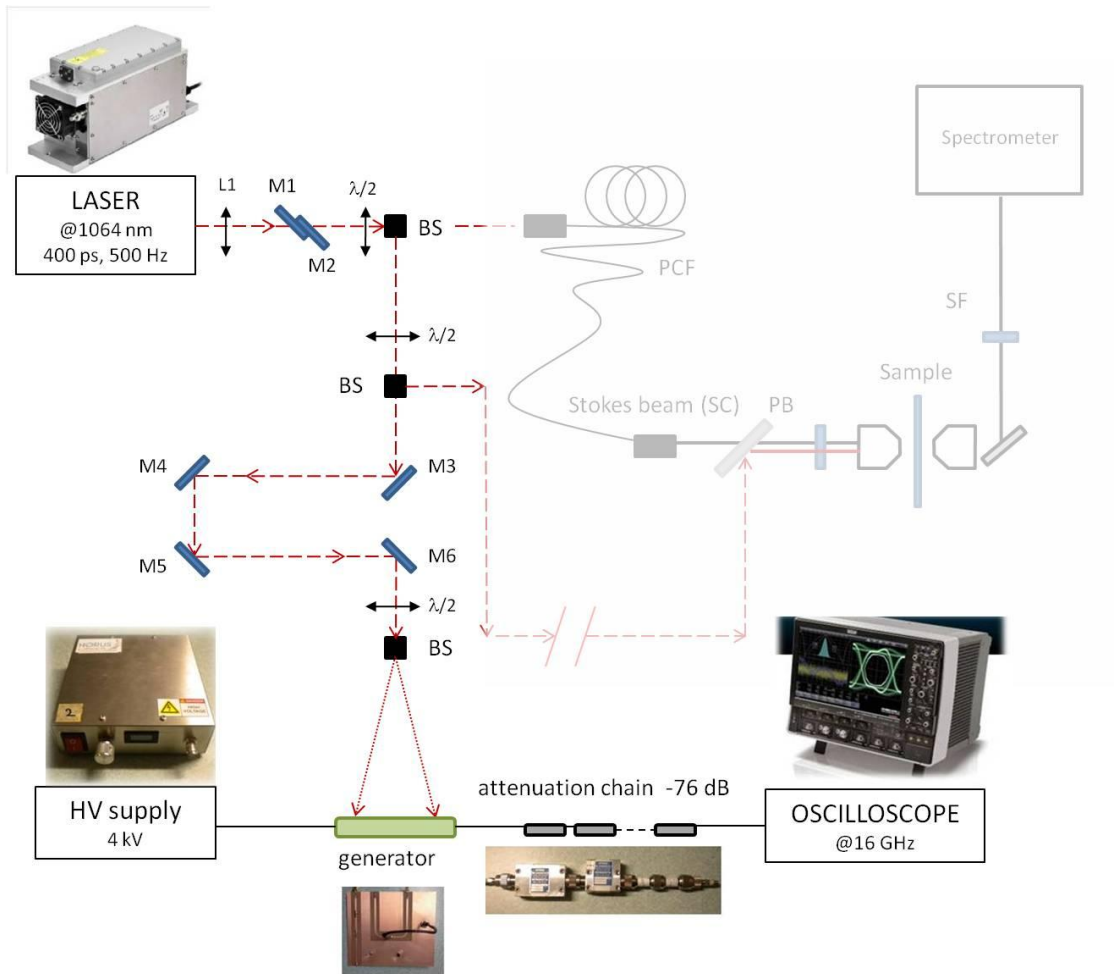 LASER
@1064 nm
400 ps, 500 Hz
L1
M1
M2
λ/2
BS
PCF
Spectrometer
SF
λ/2
BS
Stokes beam (SC)
PB
Sample
M4
M3
M5
M6
λ/2
BS
2
HV supply
4 kV
generator
attenuation chain -76 dB
OSCILLOSCOPE
@16 GHz